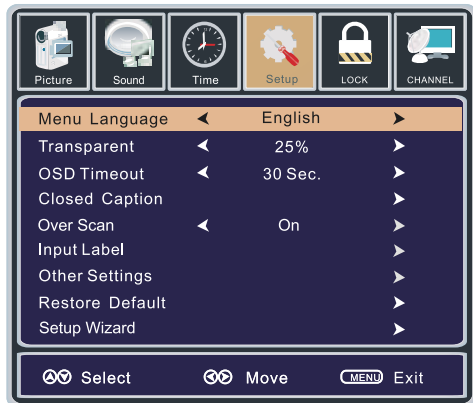 Picture Sound Time Setup LOCK CHANNEL
Menu Language English
Transparent 25%
OSD Timeout 30 Sec.
Closed Caption
Over Scan On
Input Label
Other Settings
Restore Default
Setup Wizard
Select Move MENU Exit